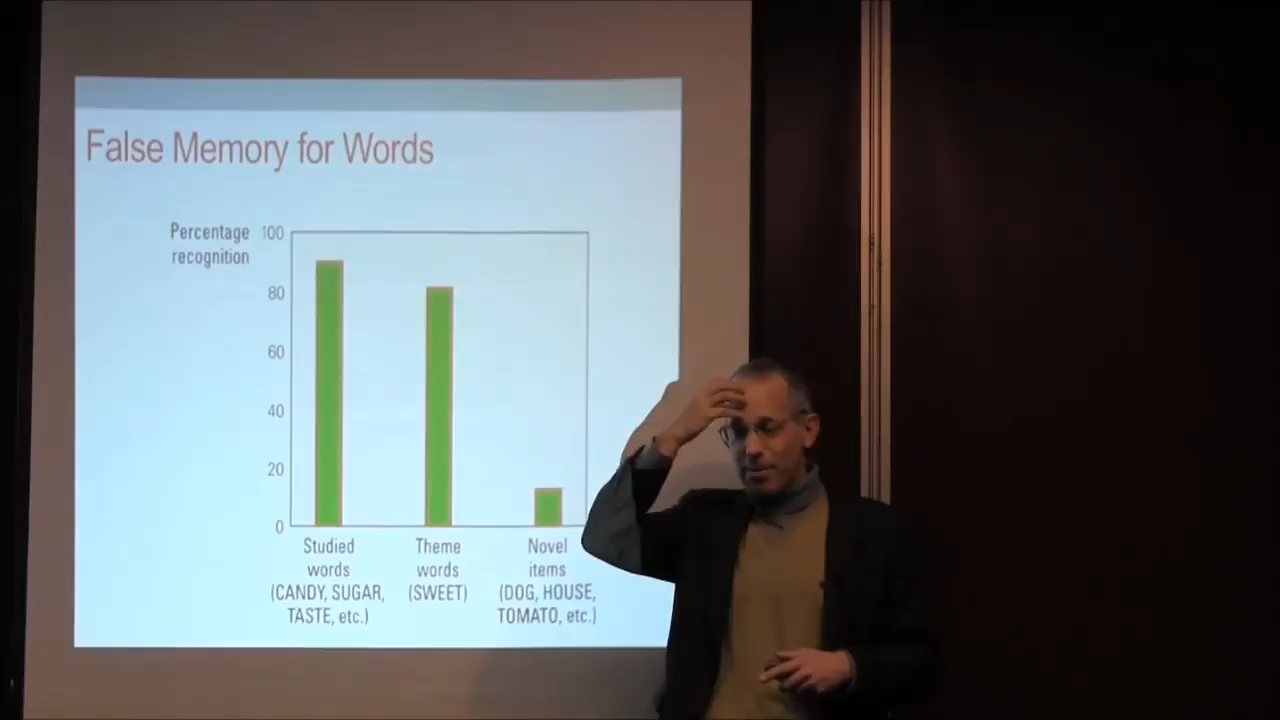 False Memory for Words
Percentage 100
recognition
80
60
40
20
0
Studied Theme Novel
words words items
(CANDY, SUGAR, (SWEET) (DOG, HOUSE,
TASTE, etc.) TOMATO, etc.)